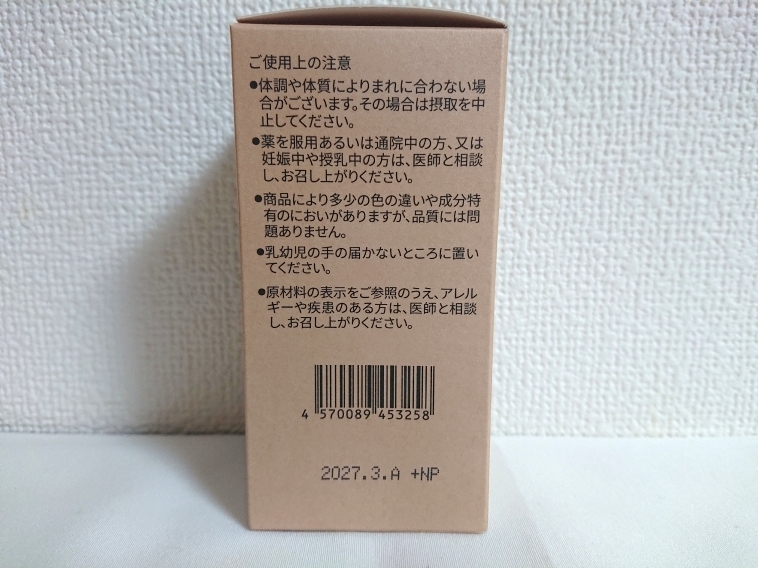 ご使用上の注意
●体調や体質によりまれに合わない場
合がございます。その場合は摂取を中
止してください。
●薬を服用あるいは通院中の方、又は
妊娠中や授乳中の方は、医師と相談
し、お召し上がりください。
●商品により多少の色の違いや成分特
有のにおいがありますが、品質には問
題ありません。
●乳幼児の手の届かないところに置い
てください。
●原材料の表示をご参照のうえ、アレル
ギーや疾患のある方は、医師と相談
し、お召し上がりください。
4 570089 453258
2027.3.A +NP